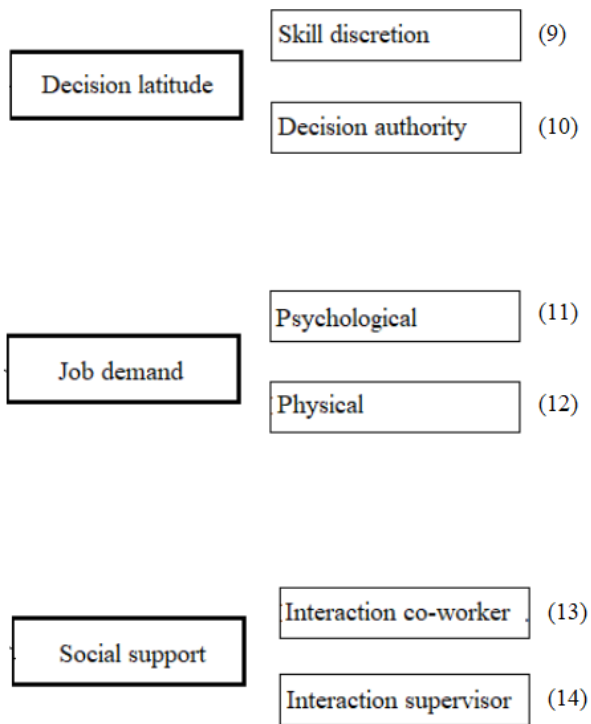 Skill discretion (9)
Decision latitude
Decision authority (10)
Psychological (11)
Job demand
Physical (12)
Interaction co-worker (13)
Social support
Interaction supervisor (14)